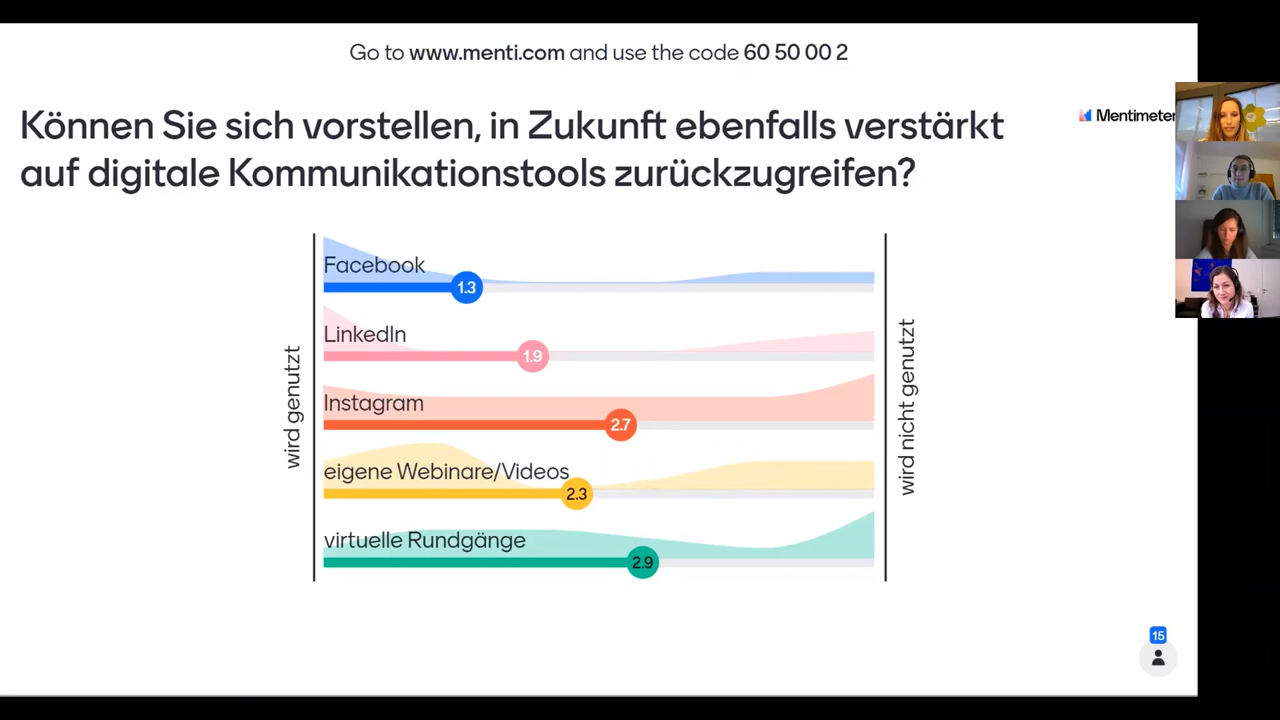 Go to www.menti.com and use the code 60 50 00 2
Können Sie sich vorstellen, in Zukunft ebenfalls verstärkt
auf digitale Kommunikationstools zurückzugreifen?
Mentimeter
wird genutzt
Facebook
1.3
LinkedIn
1.9
Instagram
2.7
eigene Webinare/Videos
2.3
virtuelle Rundgänge
2.9
wird nicht genutzt
15